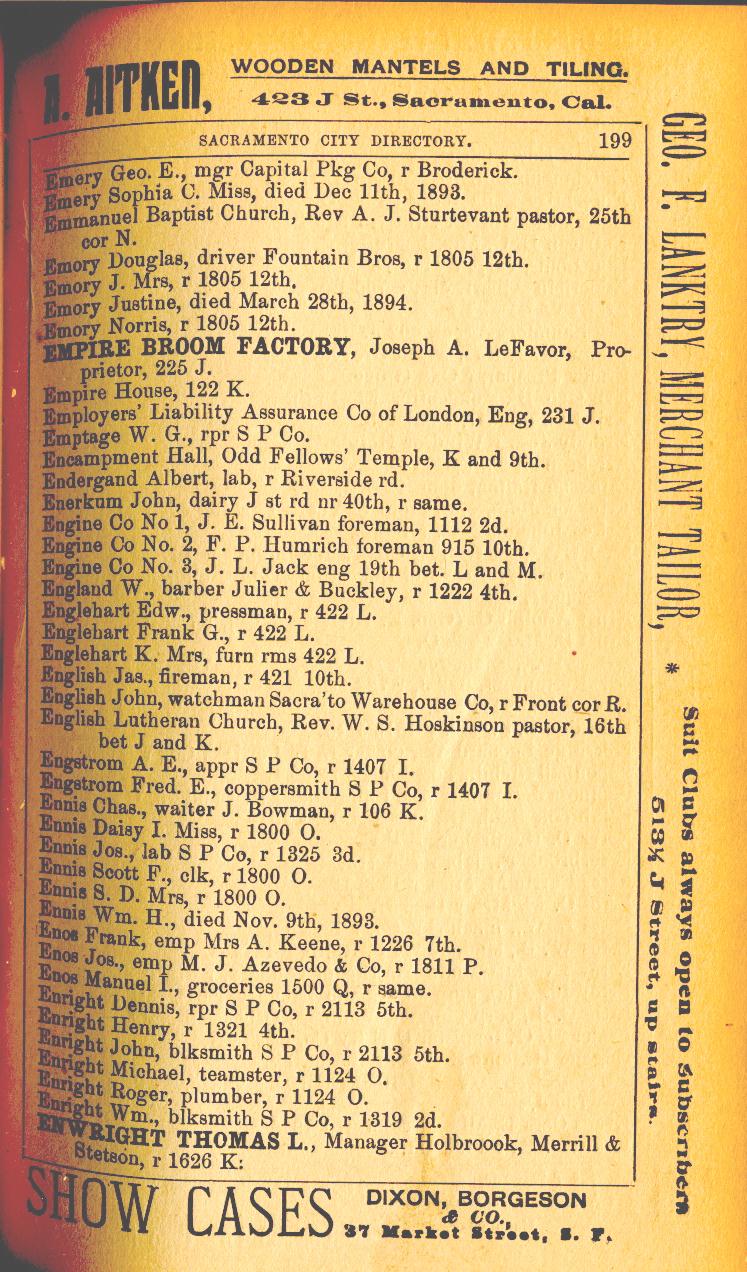 A. AITKEN,
WOODEN MANTELS AND TILING.
423 J St., Sacramento, Cal.
SACRAMENTO CITY DIRECTORY. 199
Emery Geo. E., mgr Capital Pkg Co, r Broderick.
Emery Sophia C. Miss, died Dec 11th, 1893.
Emmanuel Baptist Church, Rev A. J. Sturtevant pastor, 25th
cor N.
Emory Douglas, driver Fountain Bros, r 1805 12th.
Emory J. Mrs, r 1805 12th.
Emory Justine, died March 28th, 1894.
Emory Norris, r 1805 12th.
EMPIRE BROOM FACTORY, Joseph A. LeFavor, Pro-
prietor, 225 J.
Empire House, 122 K.
Employers' Liability Assurance Co of London, Eng, 231 J.
Emptage W. G., rpr S P Co.
Encampment Hall, Odd Fellows' Temple, K and 9th.
Endergand Albert, lab, r Riverside rd.
Enerkum John, dairy J st rd nr 40th, r same.
Engine Co No 1, J. E. Sullivan foreman, 1112 2d.
Engine Co No. 2, F. P. Humrich foreman 915 10th.
Engine Co No. 3, J. L. Jack eng 19th bet. L and M.
England W., barber Julier & Buckley, r 1222 4th.
Englehart Edw., pressman, r 422 L.
Englehart Frank G., r 422 L.
Englehart K. Mrs, furn rms 422 L.
English Jas., fireman, r 421 10th.
English John, watchman Sacra'to Warehouse Co, r Front cor R.
English Lutheran Church, Rev. W. S. Hoskinson pastor, 16th
bet J and K.
Engstrom A. E., appr S P Co, r 1407 I.
Engstrom Fred. E., coppersmith S P Co, r 1407 I.
Ennis Chas., waiter J. Bowman, r 106 K.
Ennis Daisy I. Miss, r 1800 O.
Ennis Jos., lab S P Co, r 1325 3d.
Ennis Scott F., clk, r 1800 O.
Ennis S. D. Mrs, r 1800 O.
Ennis Wm. H., died Nov. 9th, 1893.
Enos Frank, emp Mrs A. Keene, r 1226 7th.
Enos Jos., emp M. J. Azevedo & Co, r 1811 P.
Enos Manuel I., groceries 1500 Q, r same.
Enright Dennis, rpr S P Co, r 2113 5th.
Enright Henry, r 1321 4th.
Enright John, blksmith S P Co, r 2113 5th.
Enright Michael, teamster, r 1124 O.
Enright Roger, plumber, r 1124 O.
Enright Wm., blksmith S P Co, r 1319 2d.
ENWRIGHT THOMAS L., Manager Holbroook, Merrill &
Stetson, r 1626 K:
GEO. F. LANKTRY, MERCHANT TAILOR, *
Suit Clubs always open to Subscribers
513½ J Street, up stairs.
SHOW CASES
DIXON, BORGESON
& CO.,
37 Market Street, S. F.